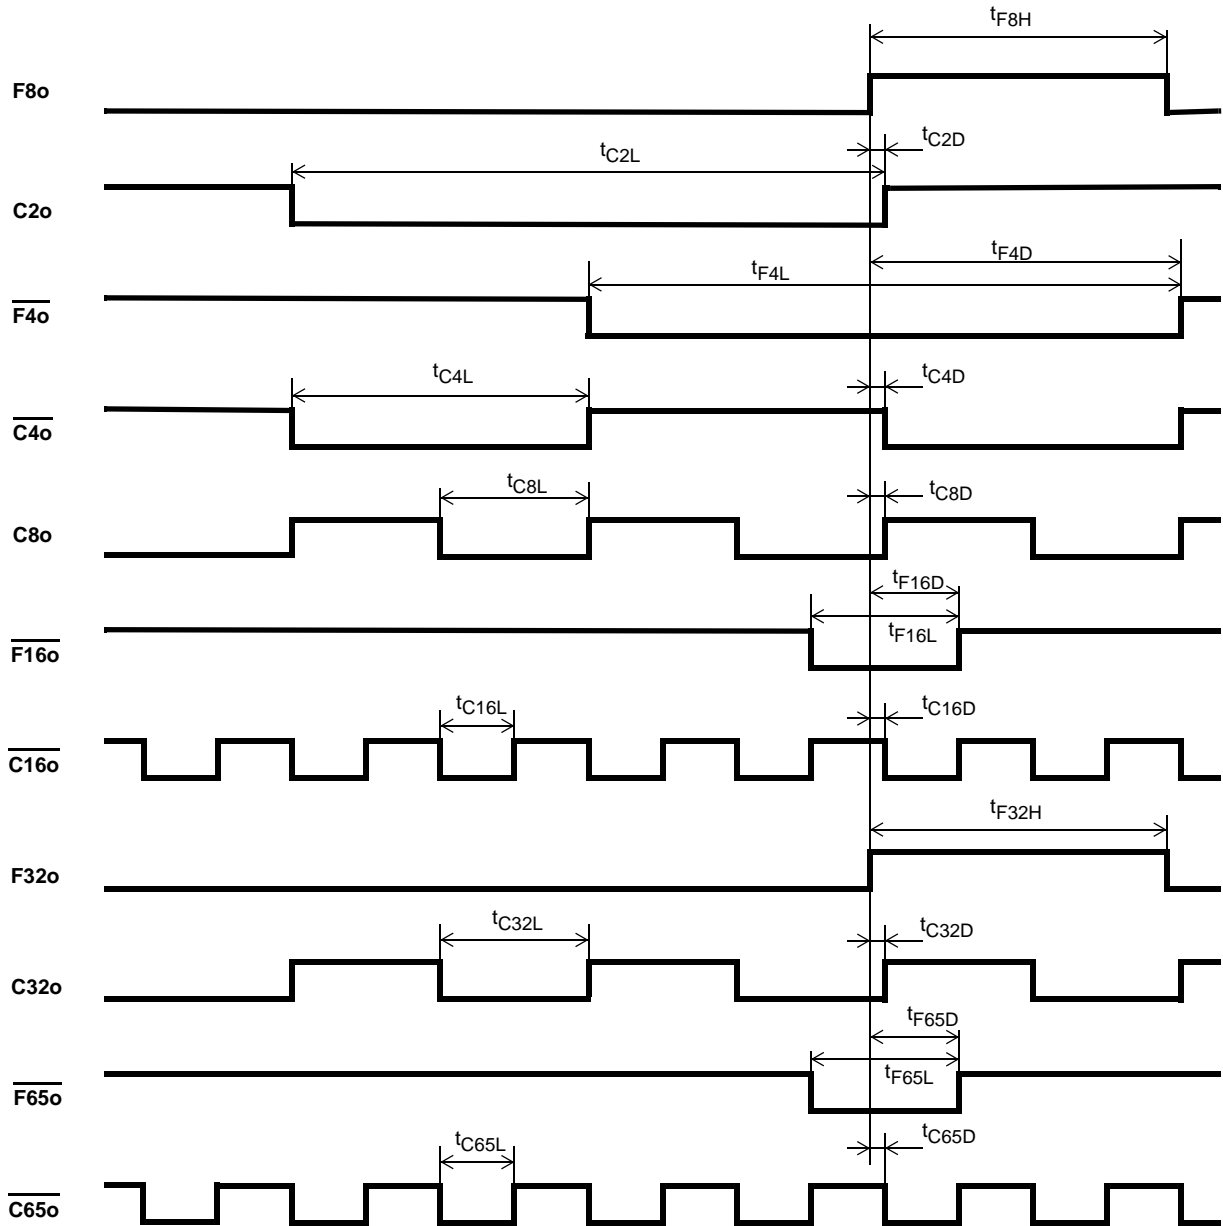 tF8H
F8o
tC2D
tC2L
C2o
tF4D
tF4L
F4o
tC4L
tC4D
C4o
tC8L
tC8D
C8o
tF16D
tF16L
F16o
tC16L
tC16D
C16o
tF32H
F32o
tC32L
tC32D
C32o
tF65D
tF65L
F65o
tC65L
tC65D
C65o